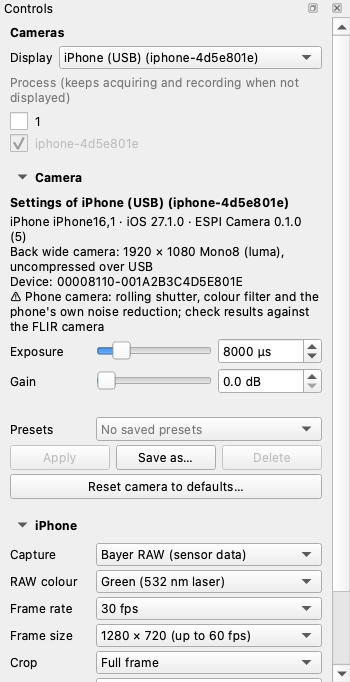 Controls
Cameras
Display iPhone (USB) (iphone-4d5e801e)
Process (keeps acquiring and recording when not
displayed)
1
iphone-4d5e801e
Camera
Settings of iPhone (USB) (iphone-4d5e801e)
iPhone iPhone16,1 · iOS 27.1.0 · ESPI Camera 0.1.0
(5)
Back wide camera: 1920 × 1080 Mono8 (luma),
uncompressed over USB
Device: 00008110-001A2B3C4D5E801E
⚠ Phone camera: rolling shutter, colour filter and the
phone's own noise reduction; check results against
the FLIR camera
Exposure 8000 µs
Gain 0.0 dB
Presets No saved presets
Apply Save as... Delete
Reset camera to defaults...
iPhone
Capture Bayer RAW (sensor data)
RAW colour Green (532 nm laser)
Frame rate 30 fps
Frame size 1280 × 720 (up to 60 fps)
Crop Full frame